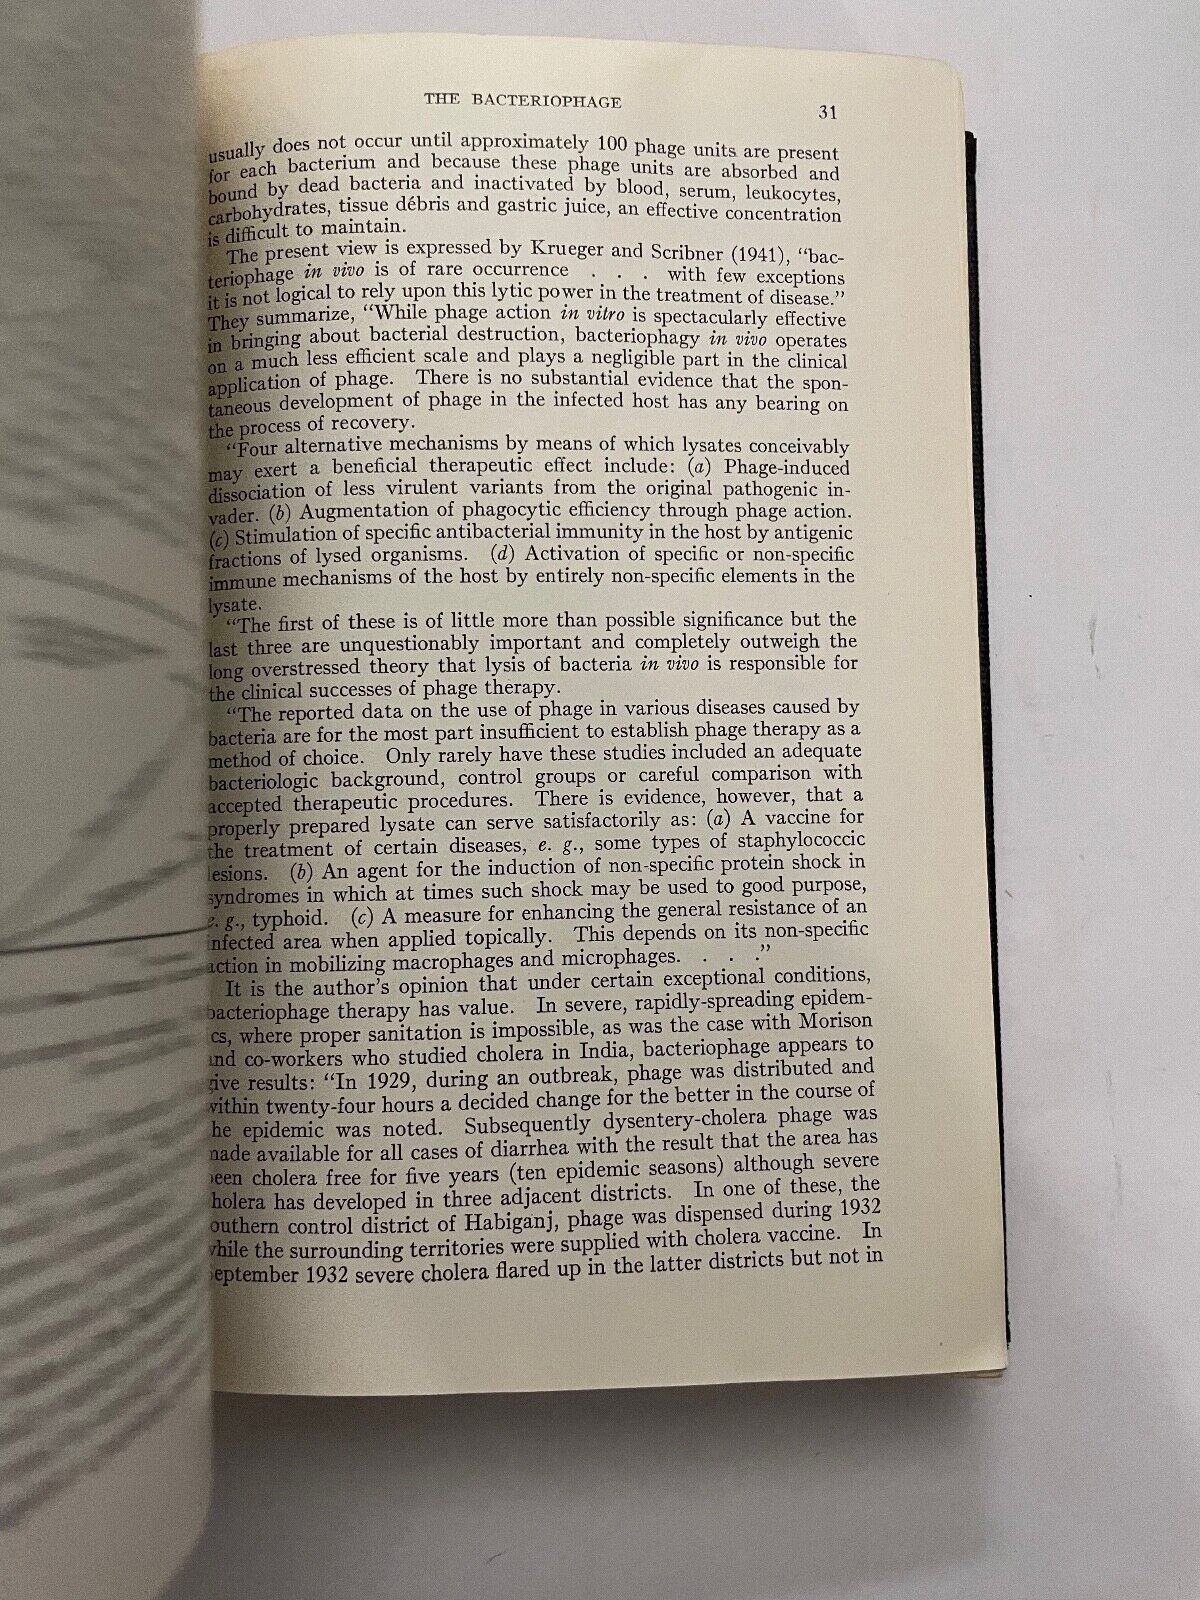 THE BACTERIOPHAGE
31
usually does not occur until approximately 100 phage units are present
for each bacterium and because these phage units are absorbed and
bound by dead bacteria and inactivated by blood, serum, leukocytes,
carbohydrates, tissue débris and gastric juice, an effective concentration
is difficult to maintain.
The present view is expressed by Krueger and Scribner (1941), "bac-
teriophage in vivo is of rare occurrence . . . with few exceptions
it is not logical to rely upon this lytic power in the treatment of disease."
They summarize, "While phage action in vitro is spectacularly effective
in bringing about bacterial destruction, bacteriophagy in vivo operates
on a much less efficient scale and plays a negligible part in the clinical
application of phage. There is no substantial evidence that the spon-
taneous development of phage in the infected host has any bearing on
the process of recovery.
"Four alternative mechanisms by means of which lysates conceivably
may exert a beneficial therapeutic effect include: (a) Phage-induced
dissociation of less virulent variants from the original pathogenic in-
vader. (b) Augmentation of phagocytic efficiency through phage action.
(c) Stimulation of specific antibacterial immunity in the host by antigenic
fractions of lysed organisms. (d) Activation of specific or non-specific
immune mechanisms of the host by entirely non-specific elements in the
lysate.
"The first of these is of little more than possible significance but the
last three are unquestionably important and completely outweigh the
long overstressed theory that lysis of bacteria in vivo is responsible for
the clinical successes of phage therapy.
"The reported data on the use of phage in various diseases caused by
bacteria are for the most part insufficient to establish phage therapy as a
method of choice. Only rarely have these studies included an adequate
bacteriologic background, control groups or careful comparison with
accepted therapeutic procedures. There is evidence, however, that a
properly prepared lysate can serve satisfactorily as: (a) A vaccine for
the treatment of certain diseases, e. g., some types of staphylococcic
lesions. (b) An agent for the induction of non-specific protein shock in
syndromes in which at times such shock may be used to good purpose,
e. g., typhoid. (c) A measure for enhancing the general resistance of an
infected area when applied topically. This depends on its non-specific
action in mobilizing macrophages and microphages. . . ."
It is the author's opinion that under certain exceptional conditions,
bacteriophage therapy has value. In severe, rapidly-spreading epidem-
ics, where proper sanitation is impossible, as was the case with Morison
and co-workers who studied cholera in India, bacteriophage appears to
give results: "In 1929, during an outbreak, phage was distributed and
within twenty-four hours a decided change for the better in the course of
he epidemic was noted. Subsequently dysentery-cholera phage was
made available for all cases of diarrhea with the result that the area has
een cholera free for five years (ten epidemic seasons) although severe
holera has developed in three adjacent districts. In one of these, the
outhern control district of Habiganj, phage was dispensed during 1932
while the surrounding territories were supplied with cholera vaccine. In
eptember 1932 severe cholera flared up in the latter districts but not in